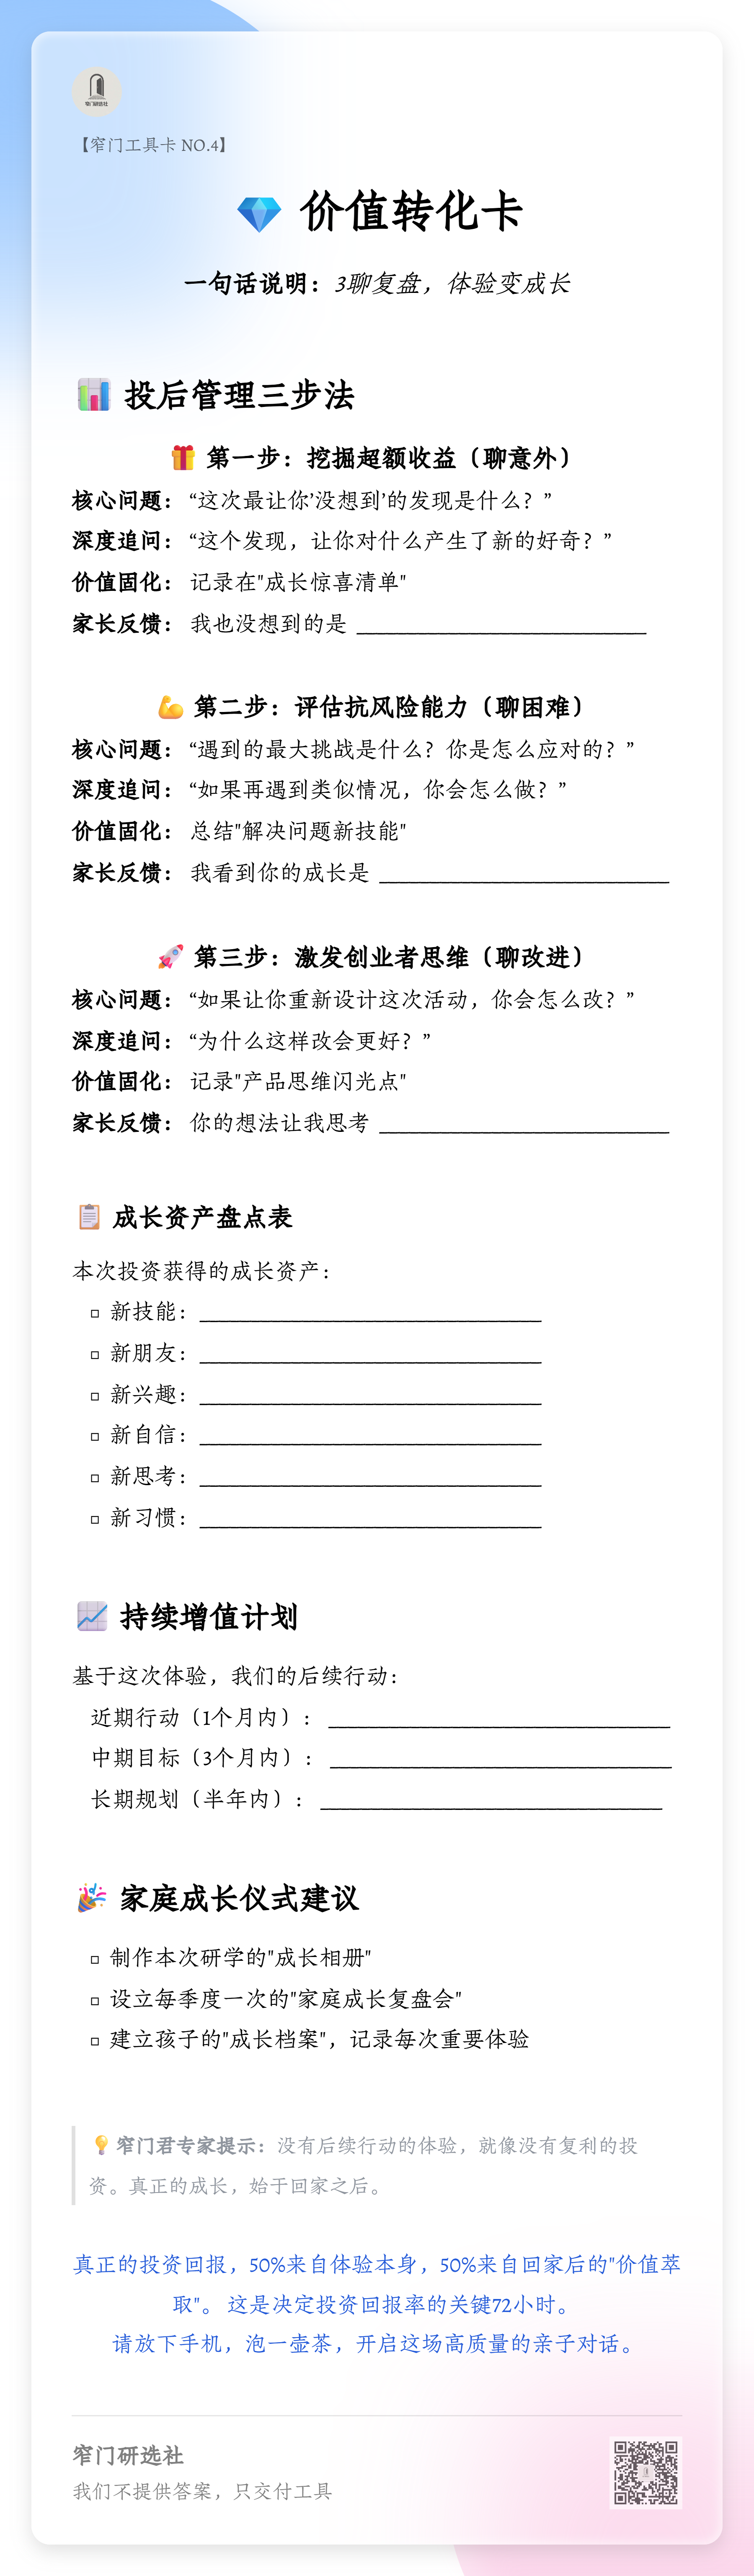 窄门研选社
【窄门工具卡 NO.4】
💎 价值转化卡
一句话说明：3聊复盘，体验变成长
📊 投后管理三步法
🎁 第一步：挖掘超额收益（聊意外）
核心问题：“这次最让你’没想到’的发现是什么？”
深度追问：“这个发现，让你对什么产生了新的好奇？”
价值固化：记录在"成长惊喜清单"
家长反馈：我也没想到的是 __________________________
💪 第二步：评估抗风险能力（聊困难）
核心问题：“遇到的最大挑战是什么？你是怎么应对的？”
深度追问：“如果再遇到类似情况，你会怎么做？”
价值固化：总结"解决问题新技能"
家长反馈：我看到你的成长是 __________________________
🚀 第三步：激发创业者思维（聊改进）
核心问题：“如果让你重新设计这次活动，你会怎么改？”
深度追问：“为什么这样改会更好？”
价值固化：记录"产品思维闪光点"
家长反馈：你的想法让我思考 __________________________
📋 成长资产盘点表
本次投资获得的成长资产：
□ 新技能：______________________________
□ 新朋友：______________________________
□ 新兴趣：______________________________
□ 新自信：______________________________
□ 新思考：______________________________
□ 新习惯：______________________________
📈 持续增值计划
基于这次体验，我们的后续行动：
近期行动（1个月内）： ______________________________
中期目标（3个月内）： ______________________________
长期规划（半年内）： ______________________________
🎉 家庭成长仪式建议
□ 制作本次研学的"成长相册"
□ 设立每季度一次的"家庭成长复盘会"
□ 建立孩子的"成长档案"，记录每次重要体验
💡 窄门君专家提示：没有后续行动的体验，就像没有复利的投
资。真正的成长，始于回家之后。
真正的投资回报，50%来自体验本身，50%来自回家后的"价值萃
取"。 这是决定投资回报率的关键72小时。
请放下手机，泡一壶茶，开启这场高质量的亲子对话。
窄门研选社
我们不提供答案，只交付工具